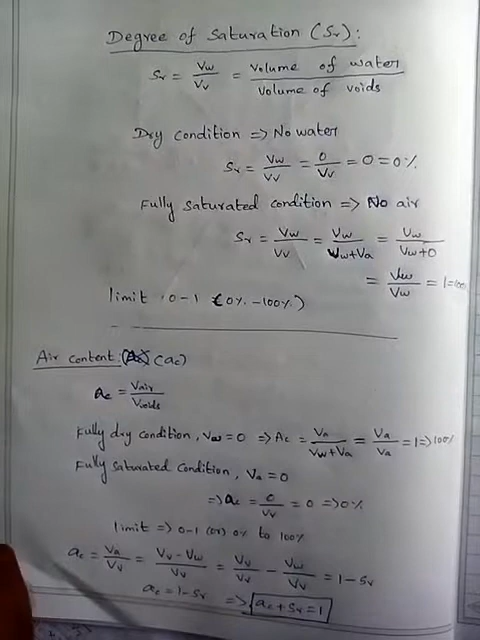 Degree of Saturation (Sr):
Sr = Vw/Vv = Volume of water / Volume of voids
Dry condition => No water
Sr = Vw/Vv = 0/Vv = 0 = 0%
Fully saturated condition => No air
Sr = Vw/Vv = Vw/Vw+Va = Vw/Vw+0
= Vw/Vw = 1 = 100
limit 0-1 (0% - 100%)
Air content: (ac)
ac = Vair/Vvoids
Fully dry condition, Vw = 0 => Ac = Va/Vw+Va = Va/Va = 1 => 100%
Fully saturated Condition, Va = 0
=> ac = 0/Vv = 0 => 0%
limit => 0-1 (or) 0% to 100%
ac = Va/Vv = Vv - Vw/Vv = Vv/Vv - Vw/Vv = 1 - Sr
ac = 1 - Sr => ac + Sr = 1